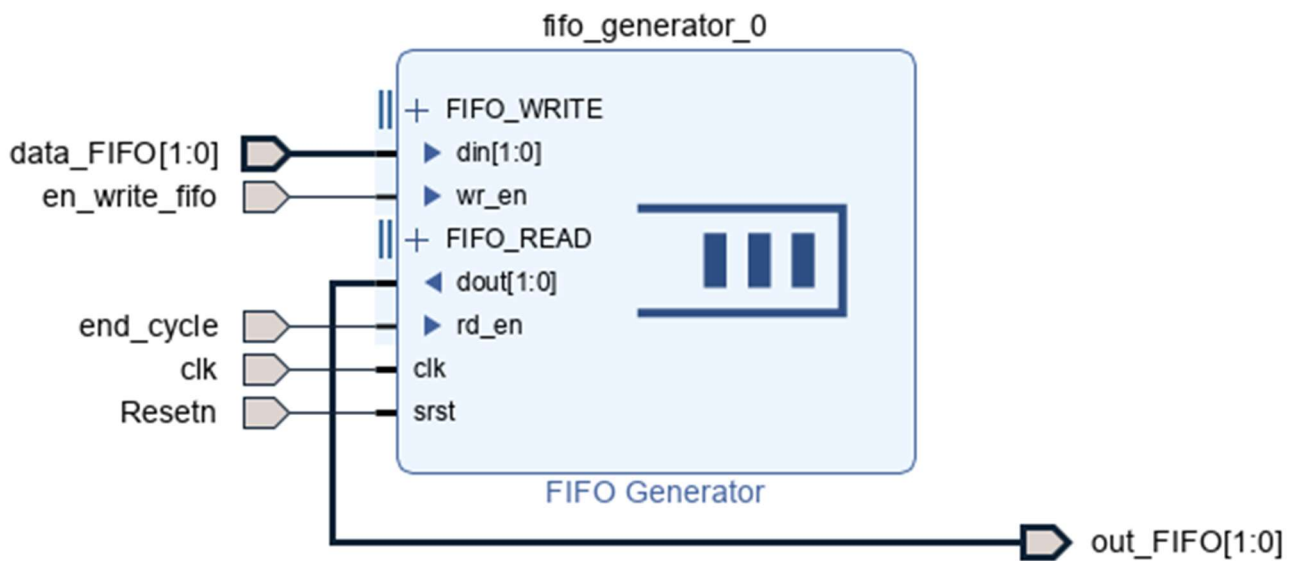 fifo_generator_0
FIFO_WRITE
data_FIFO[1:0] din[1:0]
en_write_fifo wr_en
FIFO_READ
dout[1:0]
end_cycle rd_en
clk clk
Resetn srst
FIFO Generator
out_FIFO[1:0]